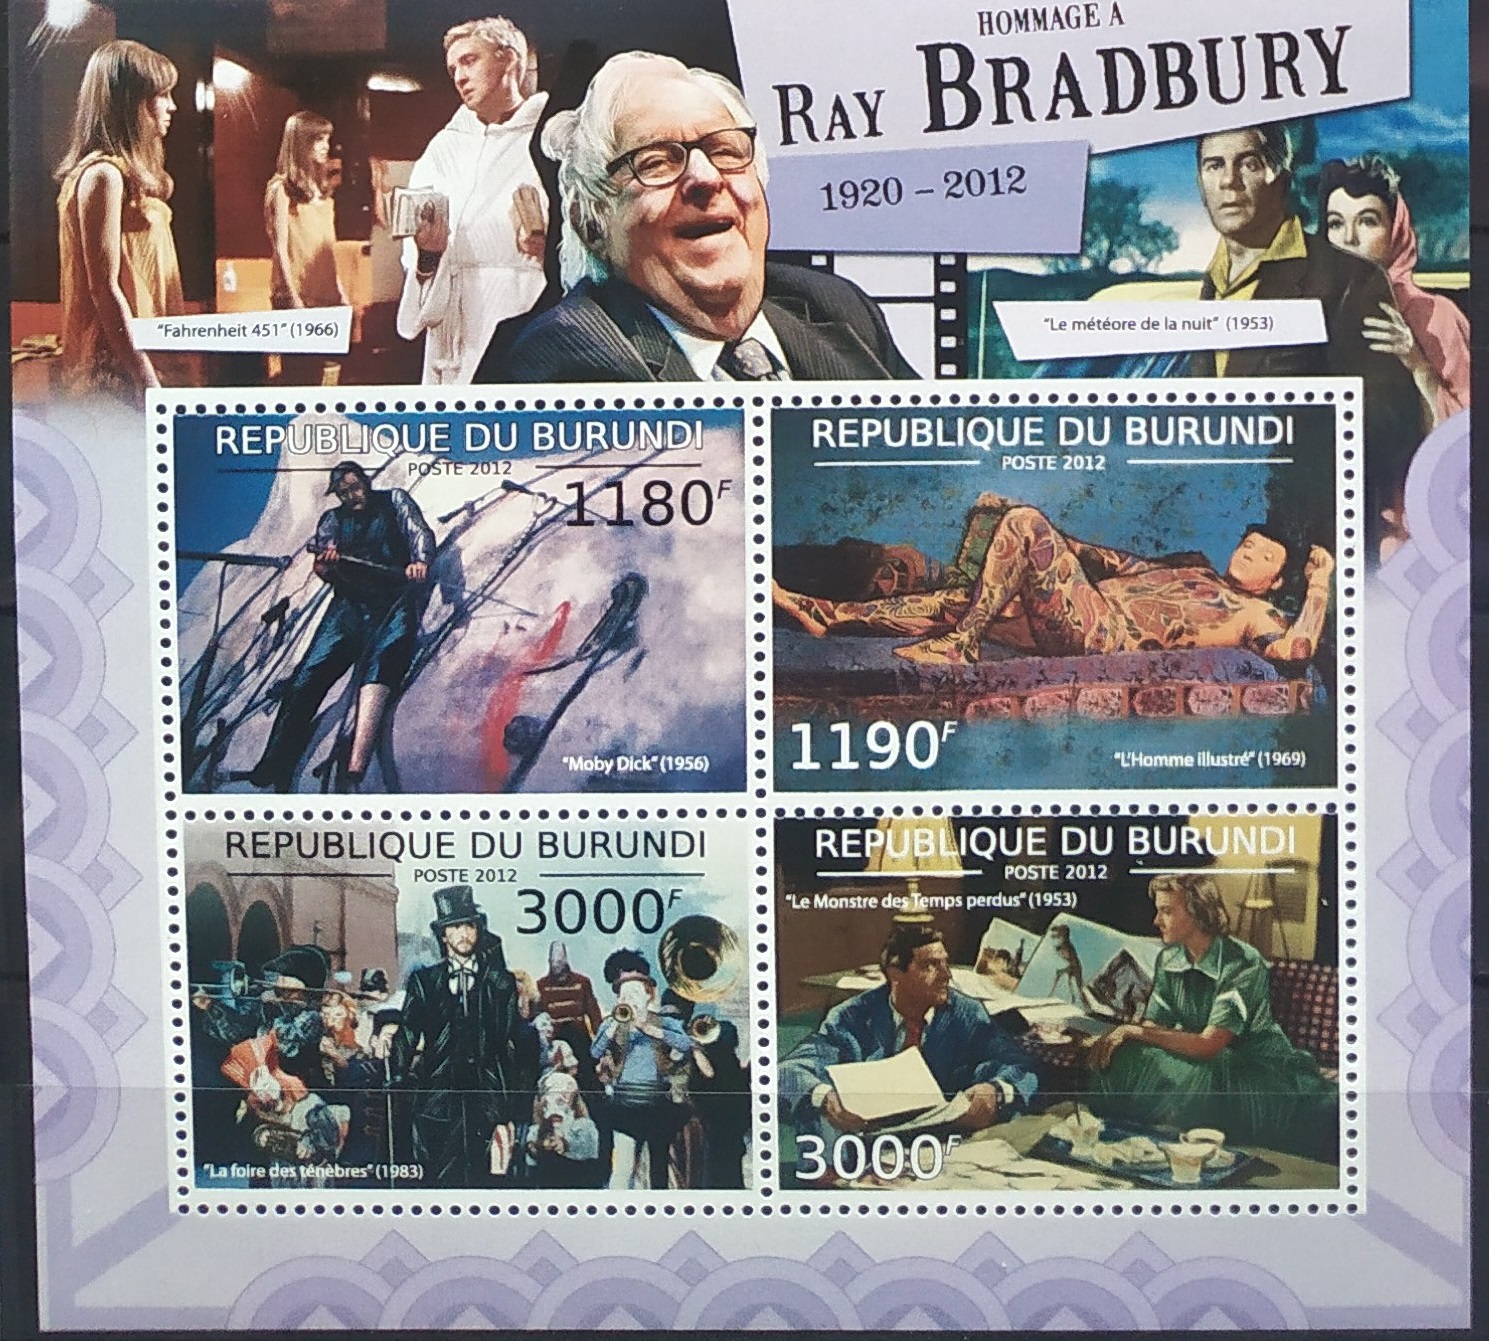 HOMMAGE A
RAY BRADBURY
1920 – 2012
"Fahrenheit 451" (1966)
"Le météore de la nuit" (1953)
REPUBLIQUE DU BURUNDI
POSTE 2012
1180F
"Moby Dick" (1956)
REPUBLIQUE DU BURUNDI
POSTE 2012
1190F
"L'Homme illustré" (1969)
REPUBLIQUE DU BURUNDI
POSTE 2012
3000F
"La foire des ténèbres" (1983)
REPUBLIQUE DU BURUNDI
POSTE 2012
"Le Monstre des Temps perdus" (1953)
3000F